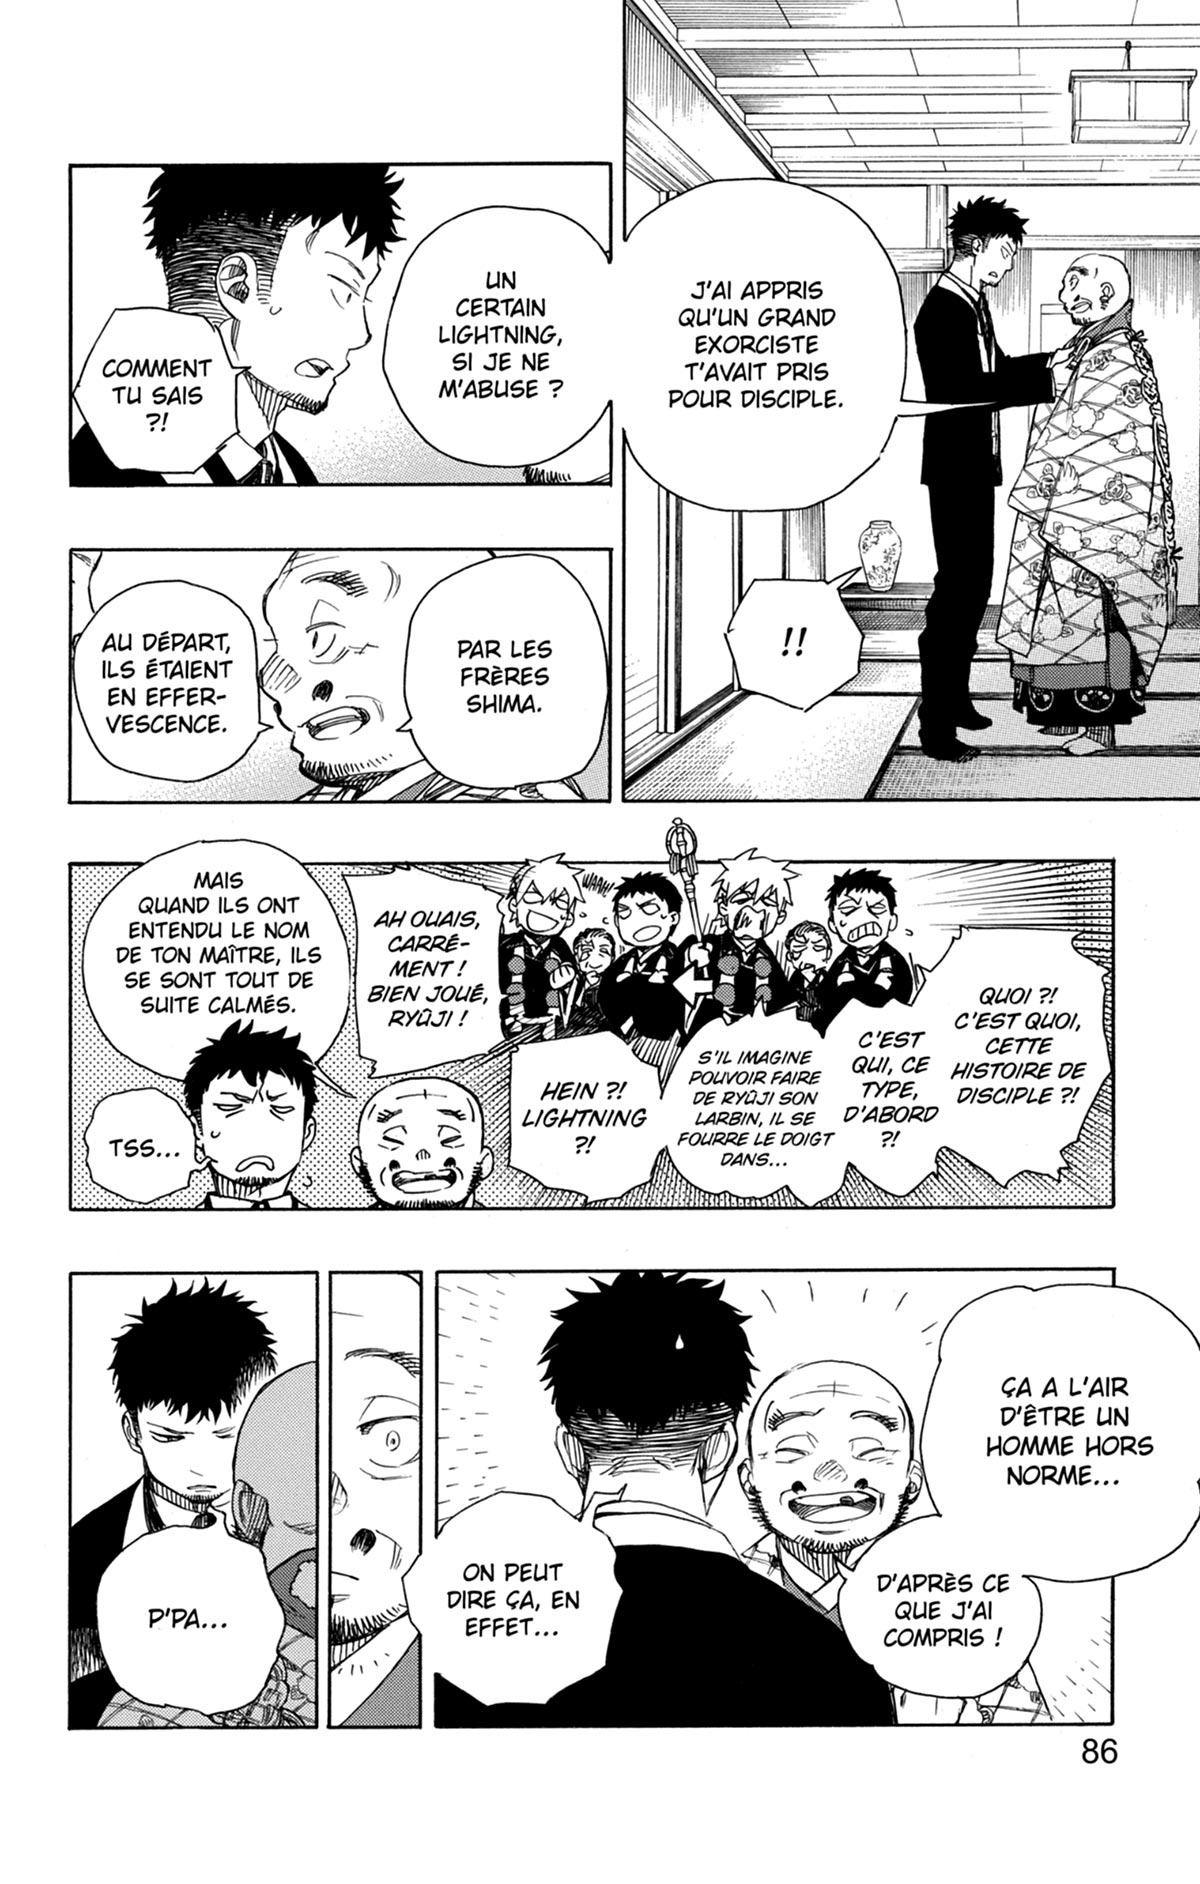 J'AI APPRIS
QU'UN GRAND
EXORCISTE
T'AVAIT PRIS
POUR DISCIPLE.
!!
UN
CERTAIN
LIGHTNING,
SI JE NE
M'ABUSE ?
COMMENT
TU SAIS
?!
PAR LES
FRÈRES
SHIMA.
AU DÉPART,
ILS ÉTAIENT
EN EFFER-
VESCENCE.
QUOI ?!
C'EST QUOI,
CETTE
HISTOIRE DE
DISCIPLE ?!
C'EST
QUI, CE
TYPE,
D'ABORD
?!
S'IL IMAGINE
POUVOIR FAIRE
DE RYÛJI SON
LARBIN, IL SE
FOURRE LE DOIGT
DANS...
HEIN ?!
LIGHTNING
?!
WAAH!
AH OUAIS,
CARRÉ-
MENT !
BIEN JOUÉ,
RYÛJI !
MAIS
QUAND ILS ONT
ENTENDU LE NOM
DE TON MAÎTRE, ILS
SE SONT TOUT DE
SUITE CALMÉS.
TSS...
ÇA A L'AIR
D'ÊTRE UN
HOMME HORS
NORME...
D'APRÈS CE
QUE J'AI
COMPRIS !
ON PEUT
DIRE ÇA, EN
EFFET...
P'PA...
86